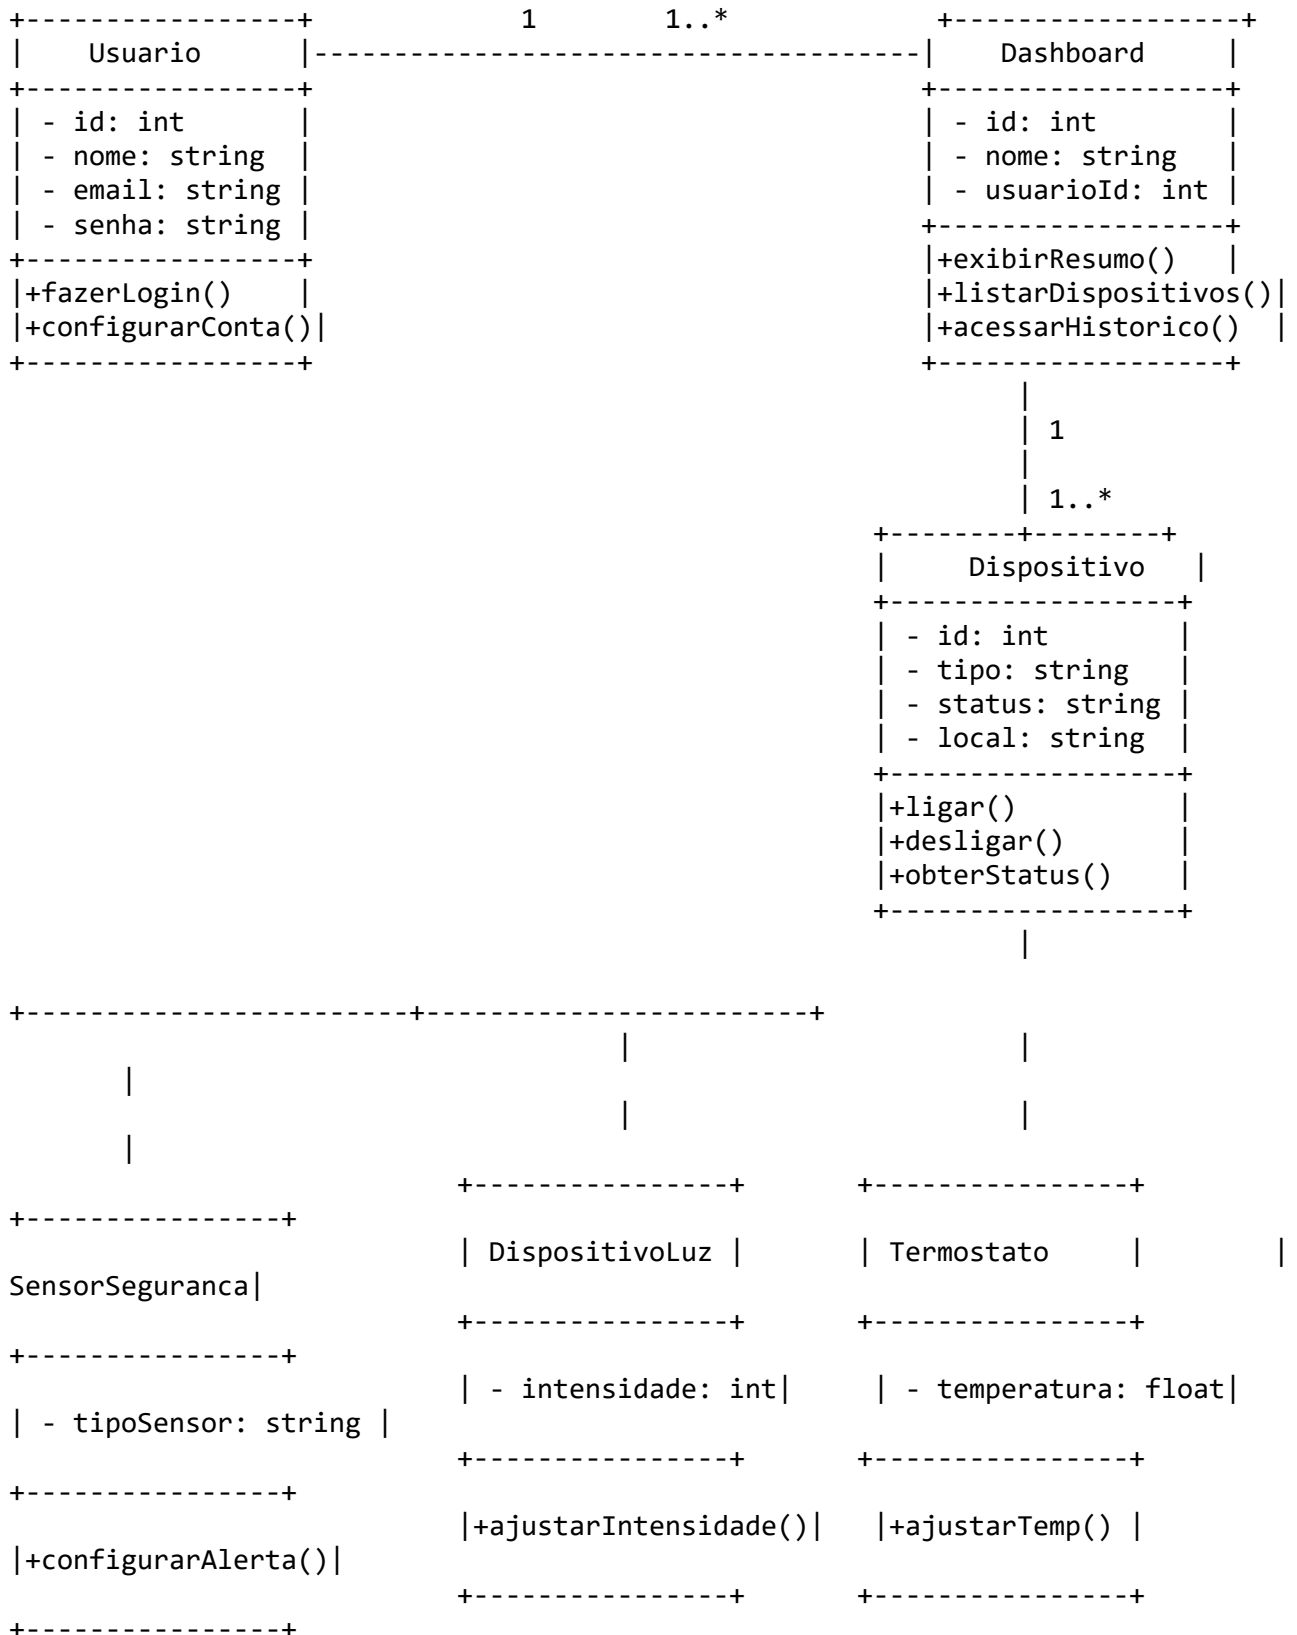 +-----------------+             1        1..*             +------------------+
|    Usuario      |--------------------------------------|    Dashboard     |
+-----------------+                                      +------------------+
| - id: int       |                                      | - id: int        |
| - nome: string  |                                      | - nome: string   |
| - email: string |                                      | - usuarioId: int |
| - senha: string |                                      +------------------+
+-----------------+                                      |+exibirResumo()   |
|+fazerLogin()    |                                      |+listarDispositivos()|
|+configurarConta()|                                     |+acessarHistorico()  |
+-----------------+                                      +------------------+
                                                                |
                                                                | 1
                                                                |
                                                                | 1..*
                                                      +--------+--------+
                                                      |     Dispositivo   |
                                                      +------------------+
                                                      | - id: int        |
                                                      | - tipo: string   |
                                                      | - status: string |
                                                      | - local: string  |
                                                      +------------------+
                                                      |+ligar()          |
                                                      |+desligar()       |
                                                      |+obterStatus()    |
                                                      +------------------+
                                                                |
+------------------------+------------------------+
                                      |                         |
       |
                                      |                         |
       |
                            +----------------+       +----------------+
+----------------+
                            | DispositivoLuz |       | Termostato     |        |
SensorSeguranca|
                            +----------------+       +----------------+
+----------------+
                            | - intensidade: int|     | - temperatura: float|
| - tipoSensor: string |
                            +----------------+       +----------------+
+----------------+
                            |+ajustarIntensidade()|   |+ajustarTemp() |
|+configurarAlerta()|
                            +----------------+       +----------------+
+----------------+